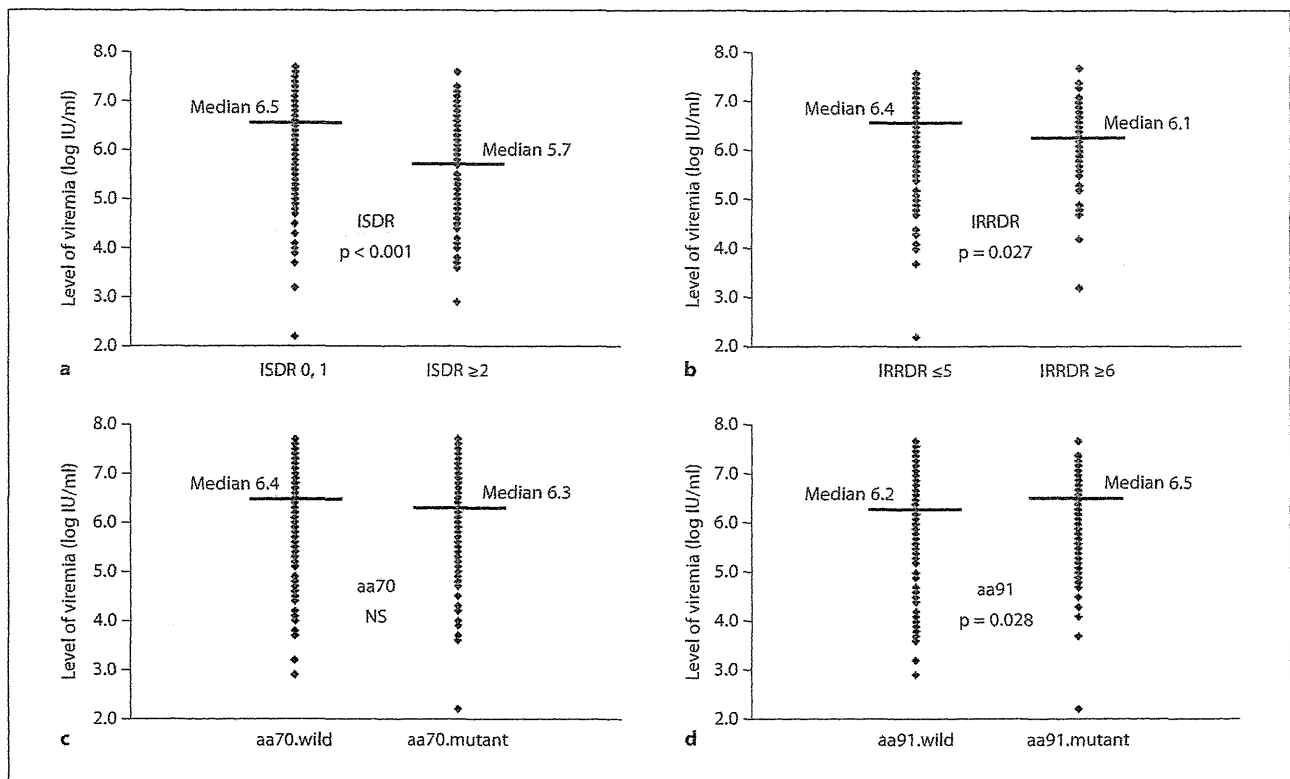 8.0
7.0
6.0
5.0
4.0
3.0
2.0
Level of viremia (log IU/ml)
Median 6.5
Median 5.7
ISDR
p < 0.001
ISDR 0, 1
ISDR ≥2
a
8.0
7.0
6.0
5.0
4.0
3.0
2.0
Level of viremia (log IU/ml)
Median 6.4
Median 6.1
IRRDR
p = 0.027
IRRDR ≤5
IRRDR ≥6
b
8.0
7.0
6.0
5.0
4.0
3.0
2.0
Level of viremia (log IU/ml)
Median 6.4
Median 6.3
aa70
NS
aa70.wild
aa70.mutant
c
8.0
7.0
6.0
5.0
4.0
3.0
2.0
Level of viremia (log IU/ml)
Median 6.2
Median 6.5
aa91
p = 0.028
aa91.wild
aa91.mutant
d